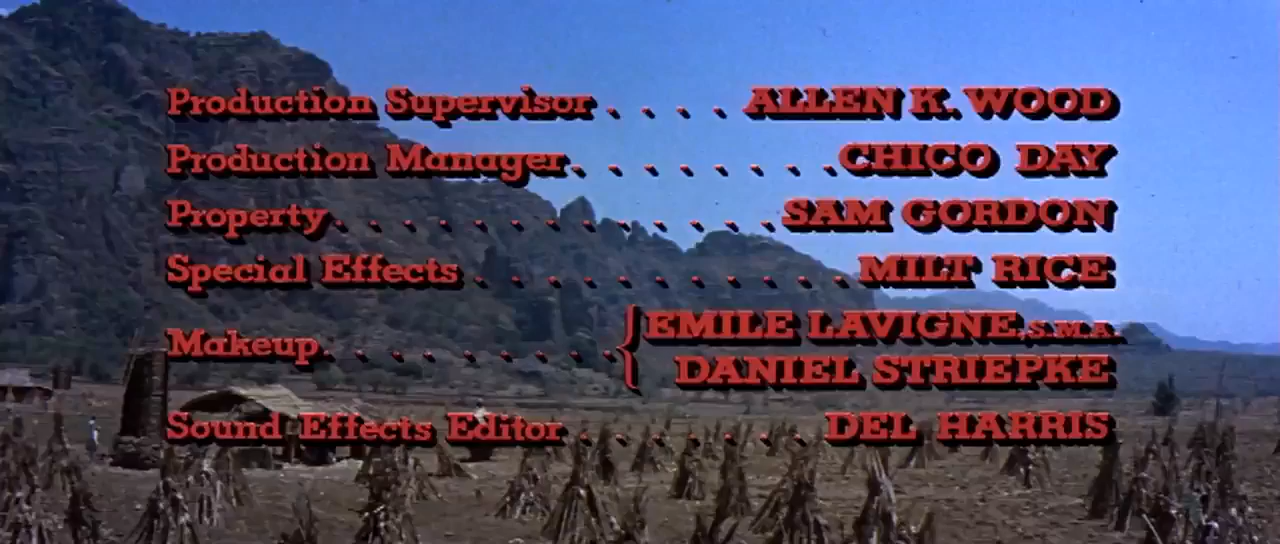 Production Supervisor . . . . ALLEN K. WOOD
Production Manager . . . . . . . . CHICO DAY
Property . . . . . . . . . . . . . SAM GORDON
Special Effects . . . . . . . . . . . MILT RICE
Makeup . . . . . . . . . { EMILE LAVIGNE, S.M.A.
DANIEL STRIEPKE
Sound Effects Editor . . . . . . . DEL HARRIS